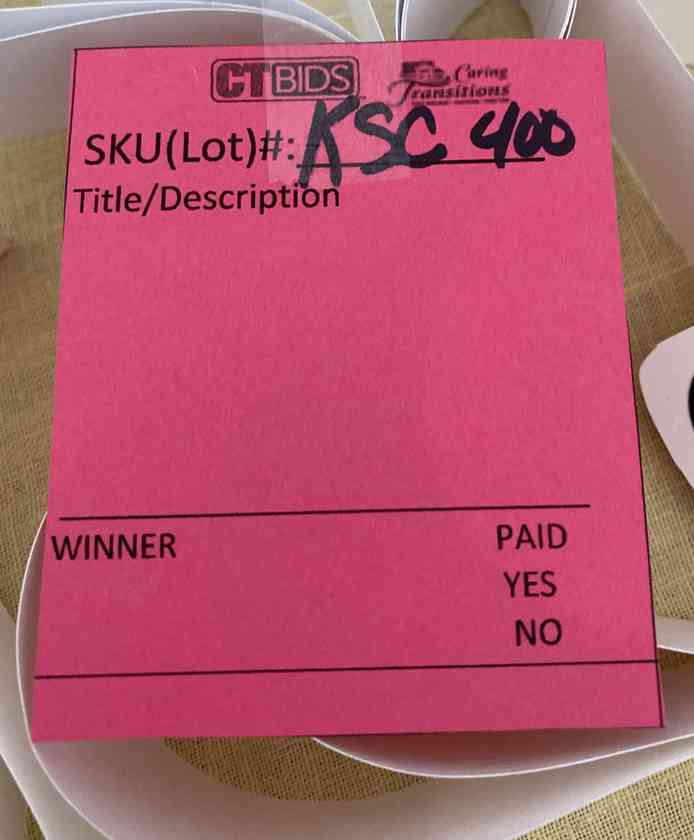 CTBIDS Caring Transitions
SKU(Lot)#: KSC 400
Title/Description
WINNER PAID
YES
NO